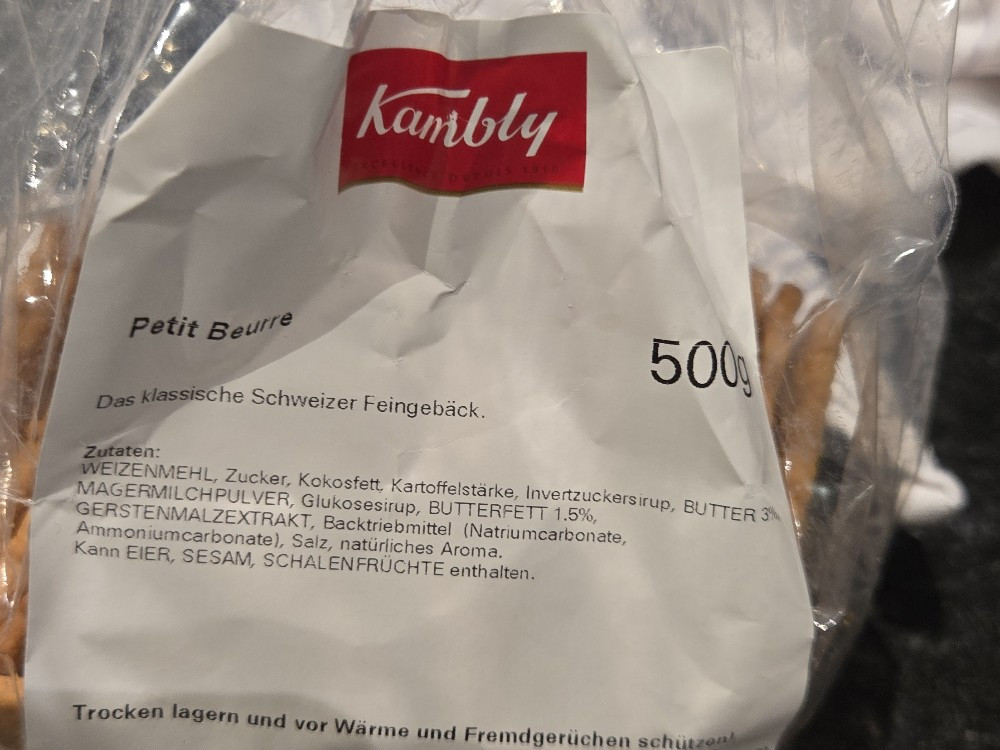 Kambly
DEPUIS 1910
Petit Beurre
500g
Das klassische Schweizer Feingebäck.
Zutaten:
WEIZENMEHL, Zucker, Kokosfett, Kartoffelstärke, Invertzuckersirup, BUTTER 3%,
MAGERMILCHPULVER, Glukosesirup, BUTTERFETT 1.5%,
GERSTENMALZEXTRAKT, Backtriebmittel (Natriumcarbonate,
Ammoniumcarbonate), Salz, natürliches Aroma.
Kann EIER, SESAM, SCHALENFRÜCHTE enthalten.
Trocken lagern und vor Wärme und Fremdgerüchen schützen!